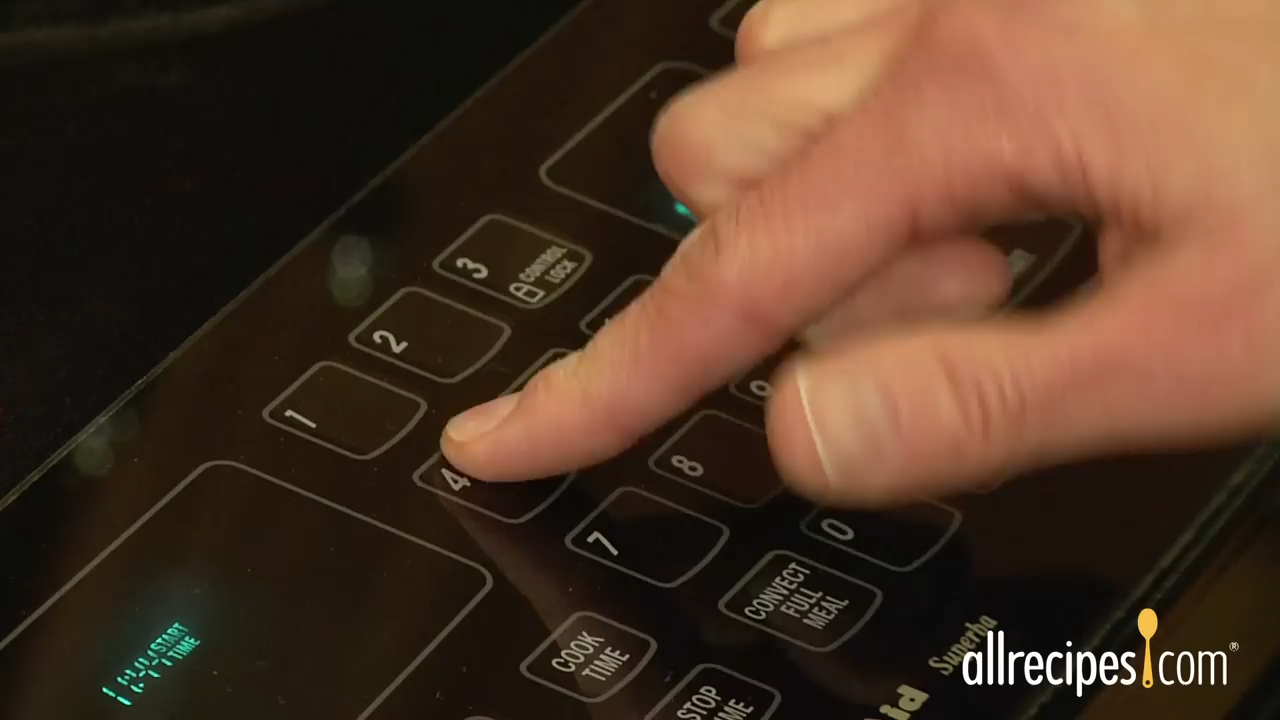 3
CONTROL
LOCK
2
1
4
8
7
0
CONVECT
FULL
MEAL
COOK
TIME
START
TIME
STOP
Superba
allrecipes.com®